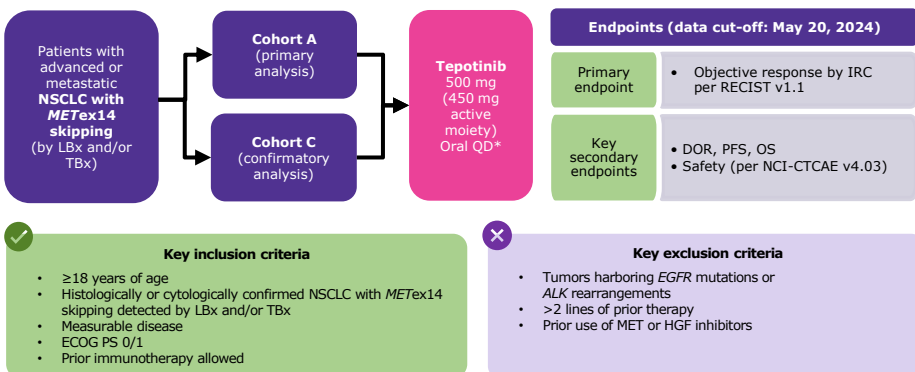 Patients with
advanced or
metastatic
NSCLC with
METex14
skipping
(by LBx and/or
TBx)
Cohort A
(primary
analysis)
Cohort C
(confirmatory
analysis)
Tepotinib
500 mg
(450 mg
active
moiety)
Oral QD*
Endpoints (data cut-off: May 20, 2024)
Primary
endpoint
• Objective response by IRC
per RECIST v1.1
Key
secondary
endpoints
• DOR, PFS, OS
• Safety (per NCI-CTCAE v4.03)
Key inclusion criteria
• ≥18 years of age
• Histologically or cytologically confirmed NSCLC with METex14
skipping detected by LBx and/or TBx
• Measurable disease
• ECOG PS 0/1
• Prior immunotherapy allowed
Key exclusion criteria
• Tumors harboring EGFR mutations or
ALK rearrangements
• >2 lines of prior therapy
• Prior use of MET or HGF inhibitors